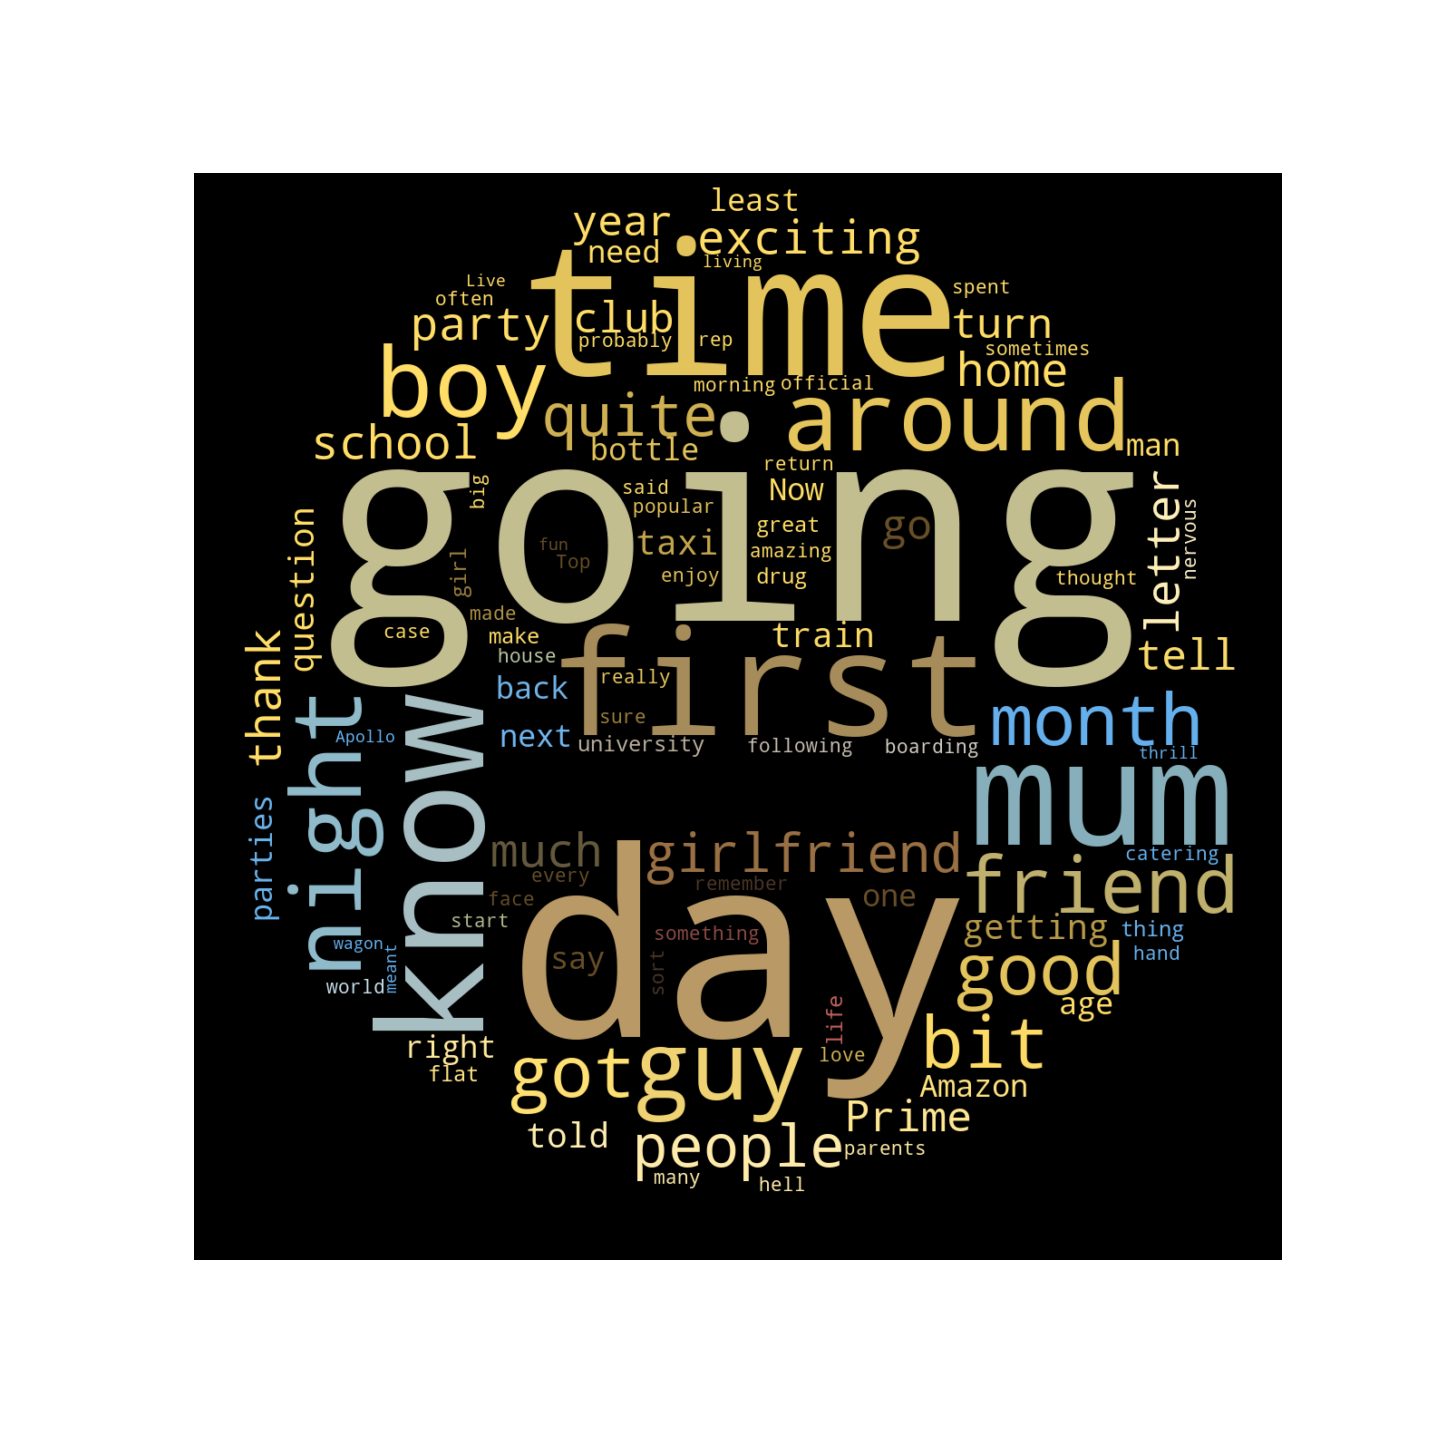 least
year
exciting
need
living
time
Live
often
spent
party
club
turn
probably
rep
sometimes
boy
home
morning
official
quite
around
school
bottle
man
return
going
big
said
Now
letter
popular
nervous
question
great
go
taxi
fun
amazing
Top
girl
enjoy
drug
thought
made
case
make
train
first
tell
thank
house
back
really
night
know
month
sure
Apollo
next
university
following
boarding
thrill
mum
parties
much
girlfriend
catering
every
remember
friend
face
one
day
start
getting
thing
something
wagon
hand
say
good
meant
sort
world
age
life
right
bit
got
guy
love
flat
Amazon
Prime
told
people
parents
many
hell